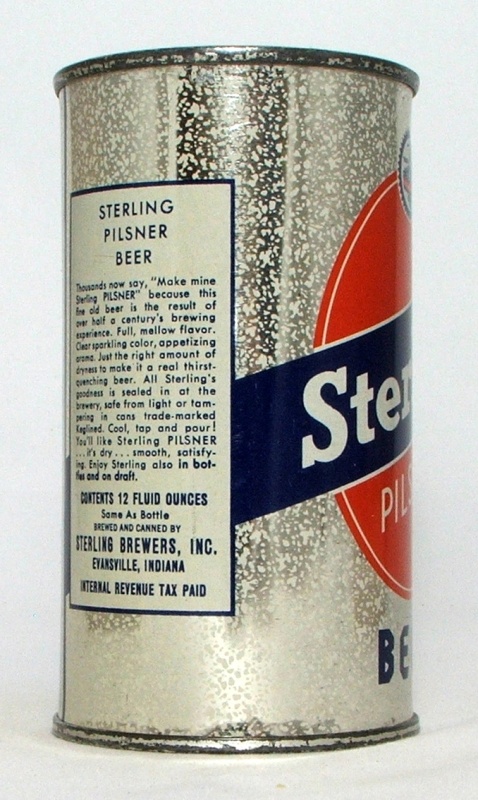 STERLING
PILSNER
BEER
Thousands now say, "Make mine
Sterling PILSNER" because this
fine old beer is the result of
over half a century's brewing
experience. Full, mellow flavor.
Clear sparkling color, appetizing
aroma. Just the right amount of
dryness to make it a real thirst-
quenching beer. All Sterling's
goodness is sealed in at the
brewery, safe from light or tam-
pering in cans trade-marked
Keglined. Cool, tap and pour!
You'll like Sterling PILSNER
...it's dry...smooth, satisfy-
ing. Enjoy Sterling also in bot-
tles and on draft.
CONTENTS 12 FLUID OUNCES
Same As Bottle
BREWED AND CANNED BY
STERLING BREWERS, INC.
EVANSVILLE, INDIANA
INTERNAL REVENUE TAX PAID
Ster
PILS
BE